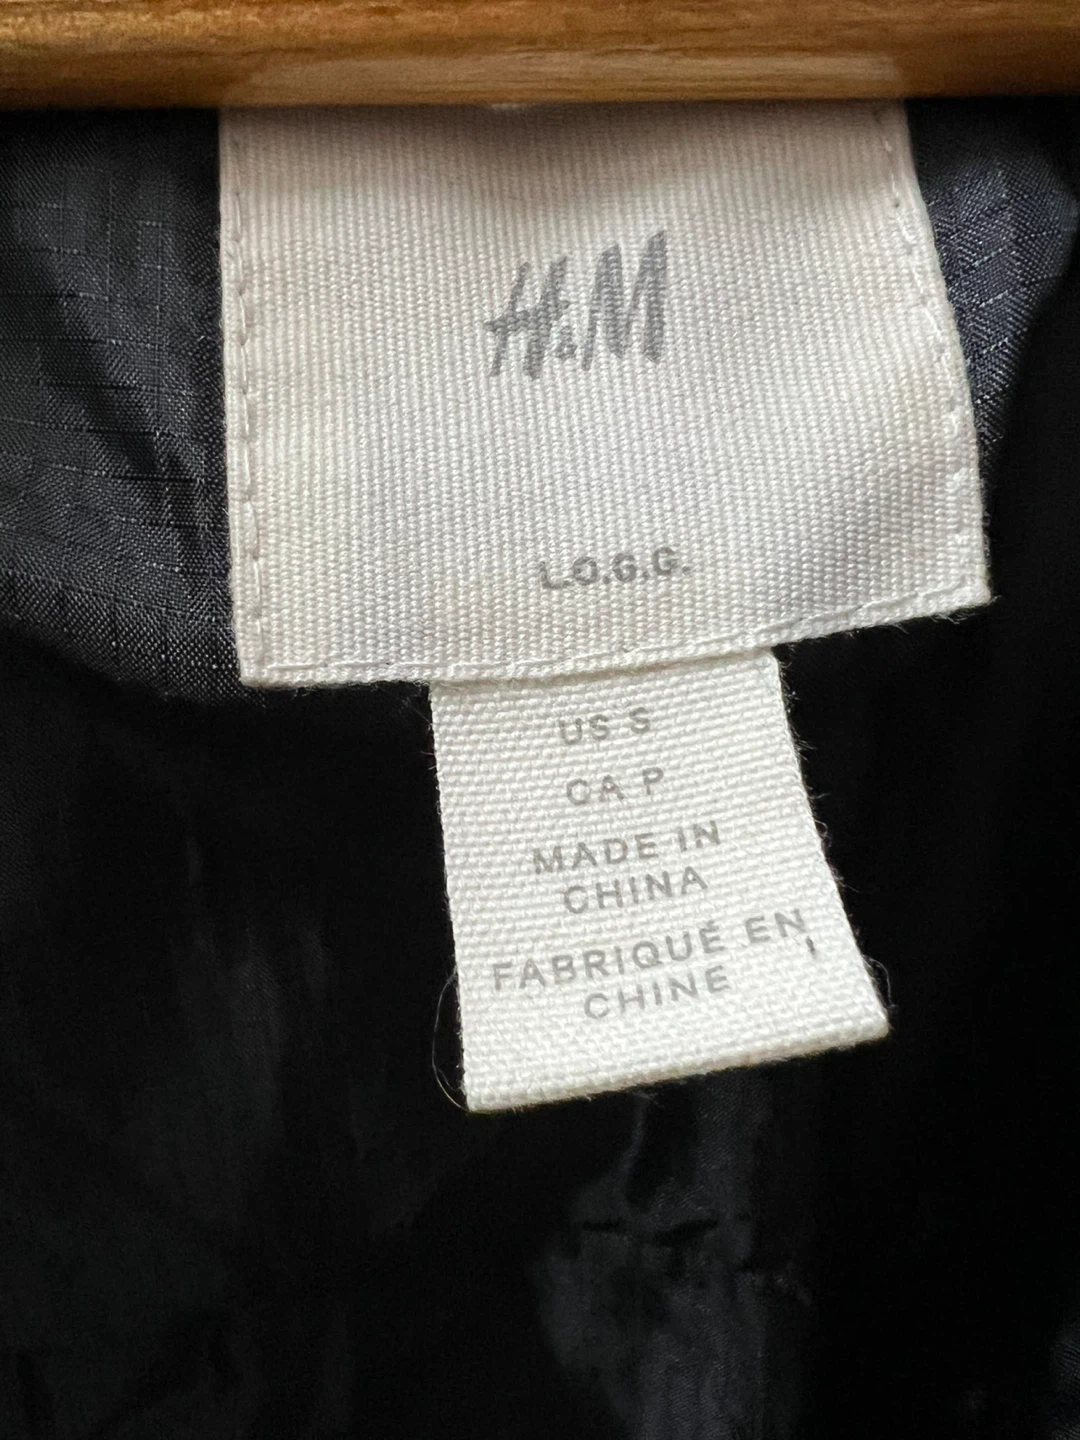 H&M
L.O.G.G.
US S
CA P
MADE IN
CHINA
FABRIQUÉ EN
CHINE